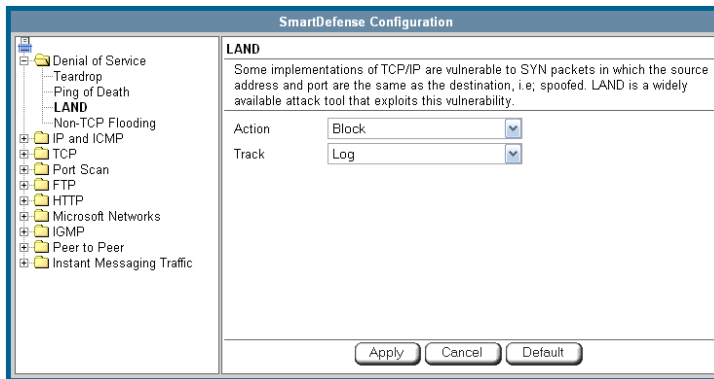 SmartDefense Configuration
Denial of Service
Teardrop
Ping of Death
LAND
Non-TCP Flooding
IP and ICMP
TCP
Port Scan
FTP
HTTP
Microsoft Networks
IGMP
Peer to Peer
Instant Messaging Traffic
LAND
Some implementations of TCP/IP are vulnerable to SYN packets in which the source
address and port are the same as the destination, i.e; spoofed. LAND is a widely
available attack tool that exploits this vulnerability.
Action Block
Track Log
Apply Cancel Default